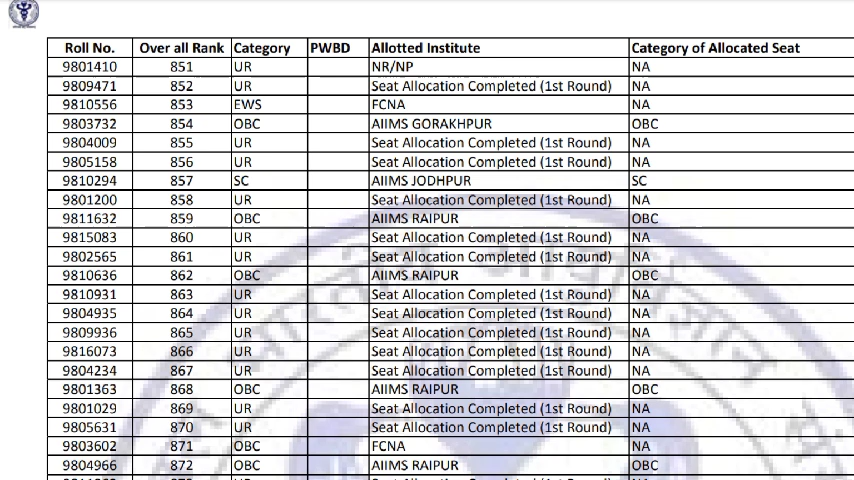 Roll No. Over all Rank Category PWBD Allotted Institute Category of Allocated Seat
9801410 851 UR NR/NP NA
9809471 852 UR Seat Allocation Completed (1st Round) NA
9810556 853 EWS FCNA NA
9803732 854 OBC AIIMS GORAKHPUR OBC
9804009 855 UR Seat Allocation Completed (1st Round) NA
9805158 856 UR Seat Allocation Completed (1st Round) NA
9810294 857 SC AIIMS JODHPUR SC
9801200 858 UR Seat Allocation Completed (1st Round) NA
9811632 859 OBC AIIMS RAIPUR OBC
9815083 860 UR Seat Allocation Completed (1st Round) NA
9802565 861 UR Seat Allocation Completed (1st Round) NA
9810636 862 OBC AIIMS RAIPUR OBC
9810931 863 UR Seat Allocation Completed (1st Round) NA
9804935 864 UR Seat Allocation Completed (1st Round) NA
9809936 865 UR Seat Allocation Completed (1st Round) NA
9816073 866 UR Seat Allocation Completed (1st Round) NA
9804234 867 UR Seat Allocation Completed (1st Round) NA
9801363 868 OBC AIIMS RAIPUR OBC
9801029 869 UR Seat Allocation Completed (1st Round) NA
9805631 870 UR Seat Allocation Completed (1st Round) NA
9803602 871 OBC FCNA NA
9804966 872 OBC AIIMS RAIPUR OBC